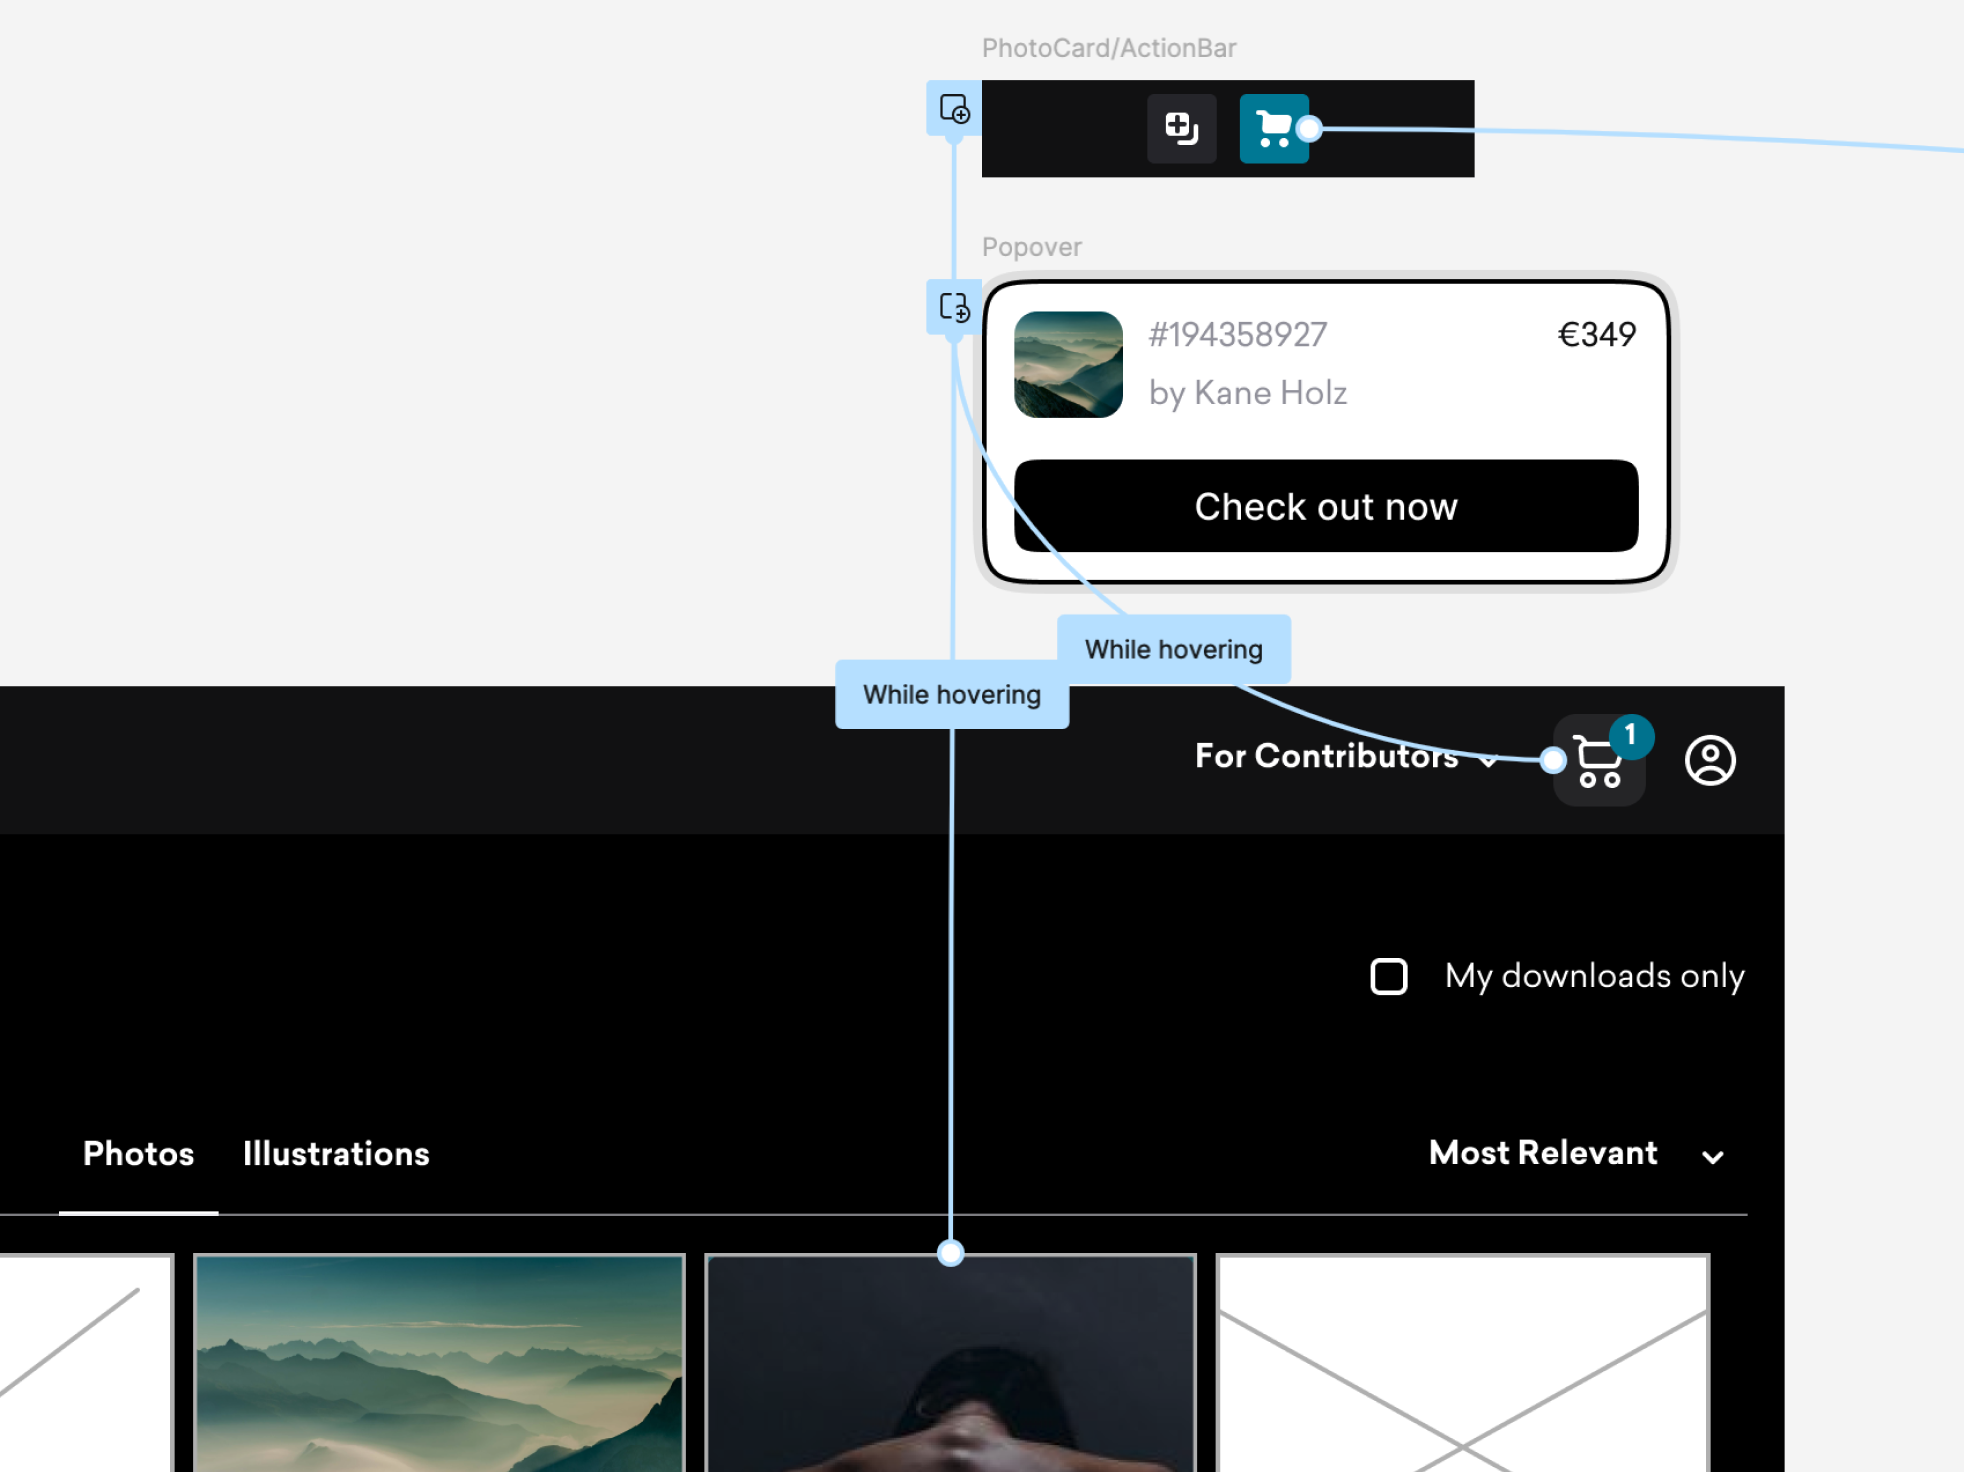 PhotoCard/ActionBar
Popover
#194358927
€349
by Kane Holz
Check out now
While hovering
While hovering
For Contributors
1
My downloads only
Photos
Illustrations
Most Relevant